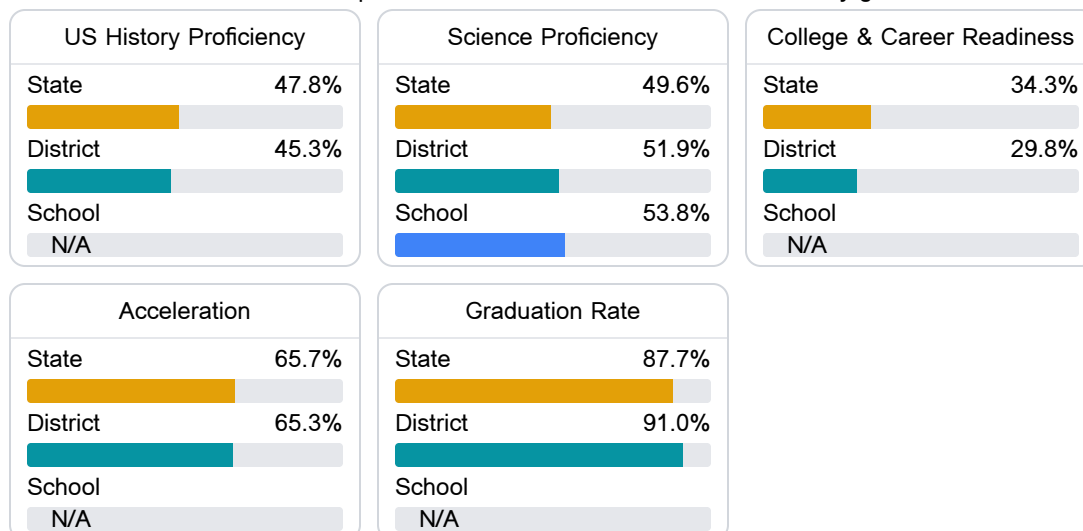 US History Proficiency
State 47.8%
District 45.3%
School
N/A
Science Proficiency
State 49.6%
District 51.9%
School 53.8%
College & Career Readiness
State 34.3%
District 29.8%
School
N/A
Acceleration
State 65.7%
District 65.3%
School
N/A
Graduation Rate
State 87.7%
District 91.0%
School
N/A